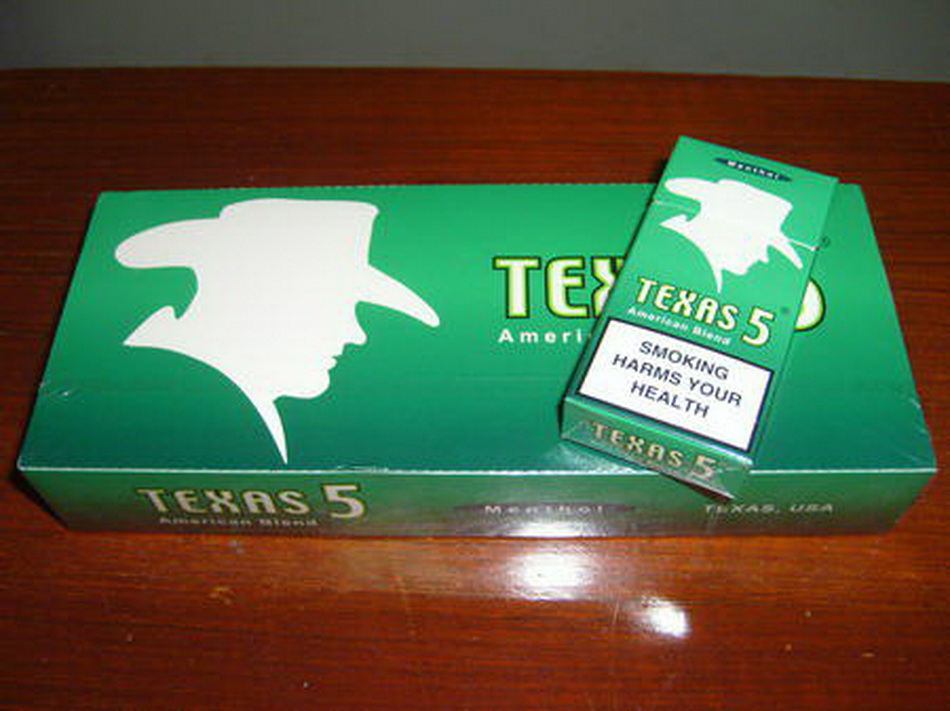 Menthol
TEXAS 5
American Blend
SMOKING
HARMS YOUR
HEALTH
TEXAS 5
TEX
Ameri
TEXAS 5
American Blend
Menthol
TEXAS, USA